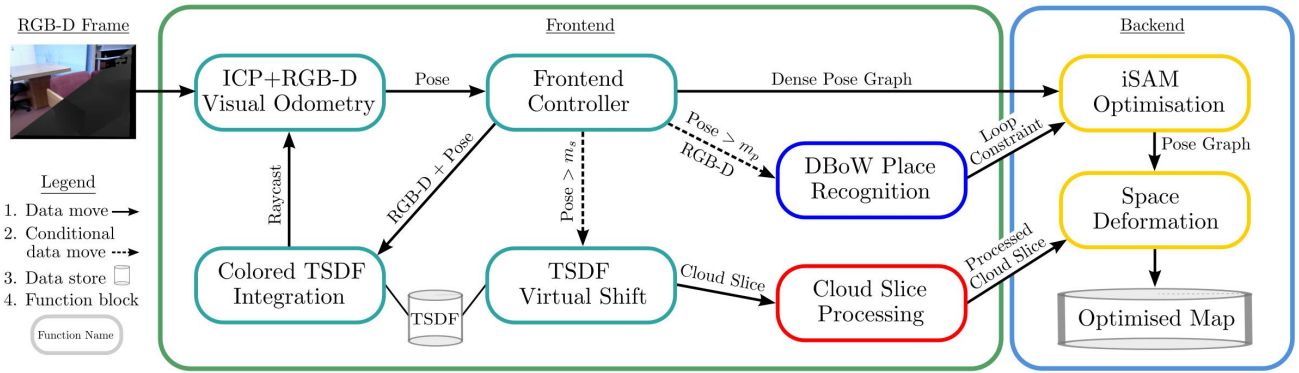 RGB-D Frame
Frontend
Backend
ICP+RGB-D
Visual Odometry
Pose
Frontend
Controller
Dense Pose Graph
iSAM
Optimisation
Pose > m_p
RGB-D
Loop
Constraint
Pose Graph
DBoW Place
Recognition
Raycast
RGB-D + Pose
Pose > m_s
Space
Deformation
Legend
1. Data move
2. Conditional
data move
3. Data store
4. Function block
Function Name
Colored TSDF
Integration
TSDF
TSDF
Virtual Shift
Cloud Slice
Cloud Slice
Processing
Processed
Cloud Slice
Optimised Map